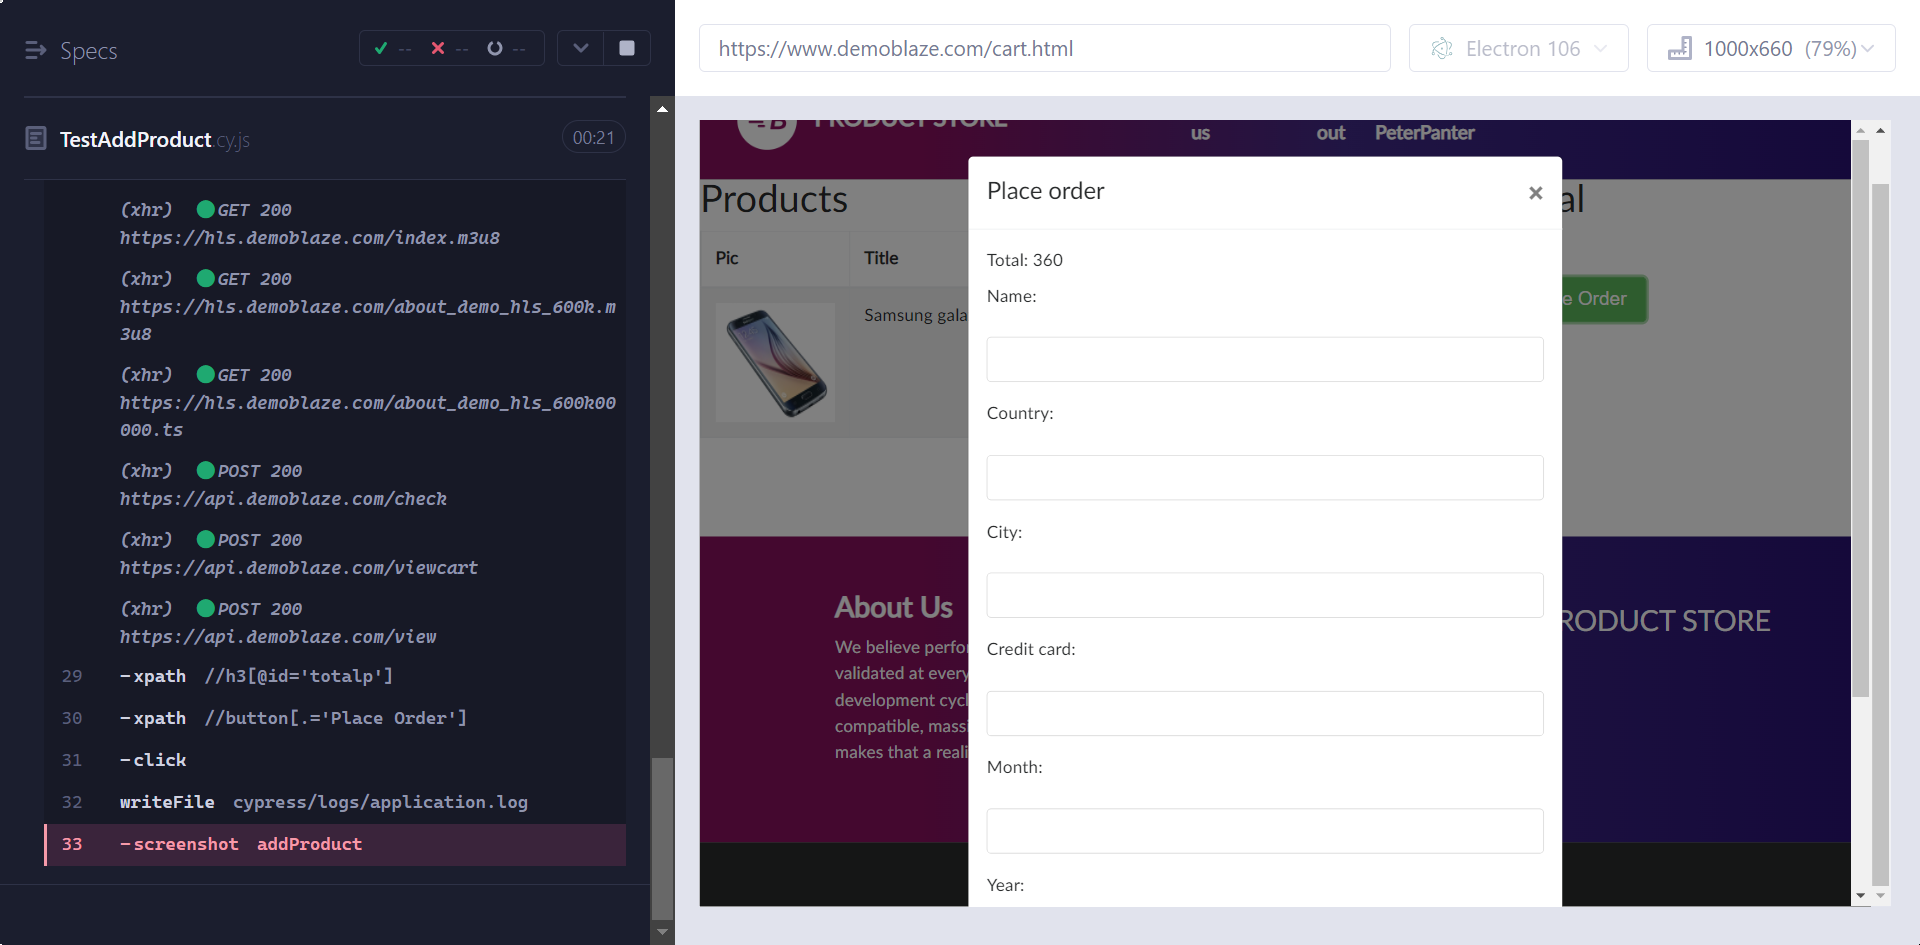 Specs
-- -- --
https://www.demoblaze.com/cart.html
Electron 106
1000x660 (79%)
TestAddProduct.cy.js
00:21
(xhr) GET 200
https://hls.demoblaze.com/index.m3u8
(xhr) GET 200
https://hls.demoblaze.com/about_demo_hls_600k.m
3u8
(xhr) GET 200
https://hls.demoblaze.com/about_demo_hls_600k00
000.ts
(xhr) POST 200
https://api.demoblaze.com/check
(xhr) POST 200
https://api.demoblaze.com/viewcart
(xhr) POST 200
https://api.demoblaze.com/view
29 -xpath //h3[@id='totalp']
30 -xpath //button[.='Place Order']
31 -click
32 writeFile cypress/logs/application.log
33 -screenshot addProduct
PRODUCT STORE
us
out
PeterPanter
Products
al
Pic
Title
Samsung gala
e Order
Place order
×
Total: 360
Name:
Country:
City:
Credit card:
Month:
Year:
About Us
We believe perfo
validated at every
development cycl
compatible, massi
makes that a reali
RODUCT STORE